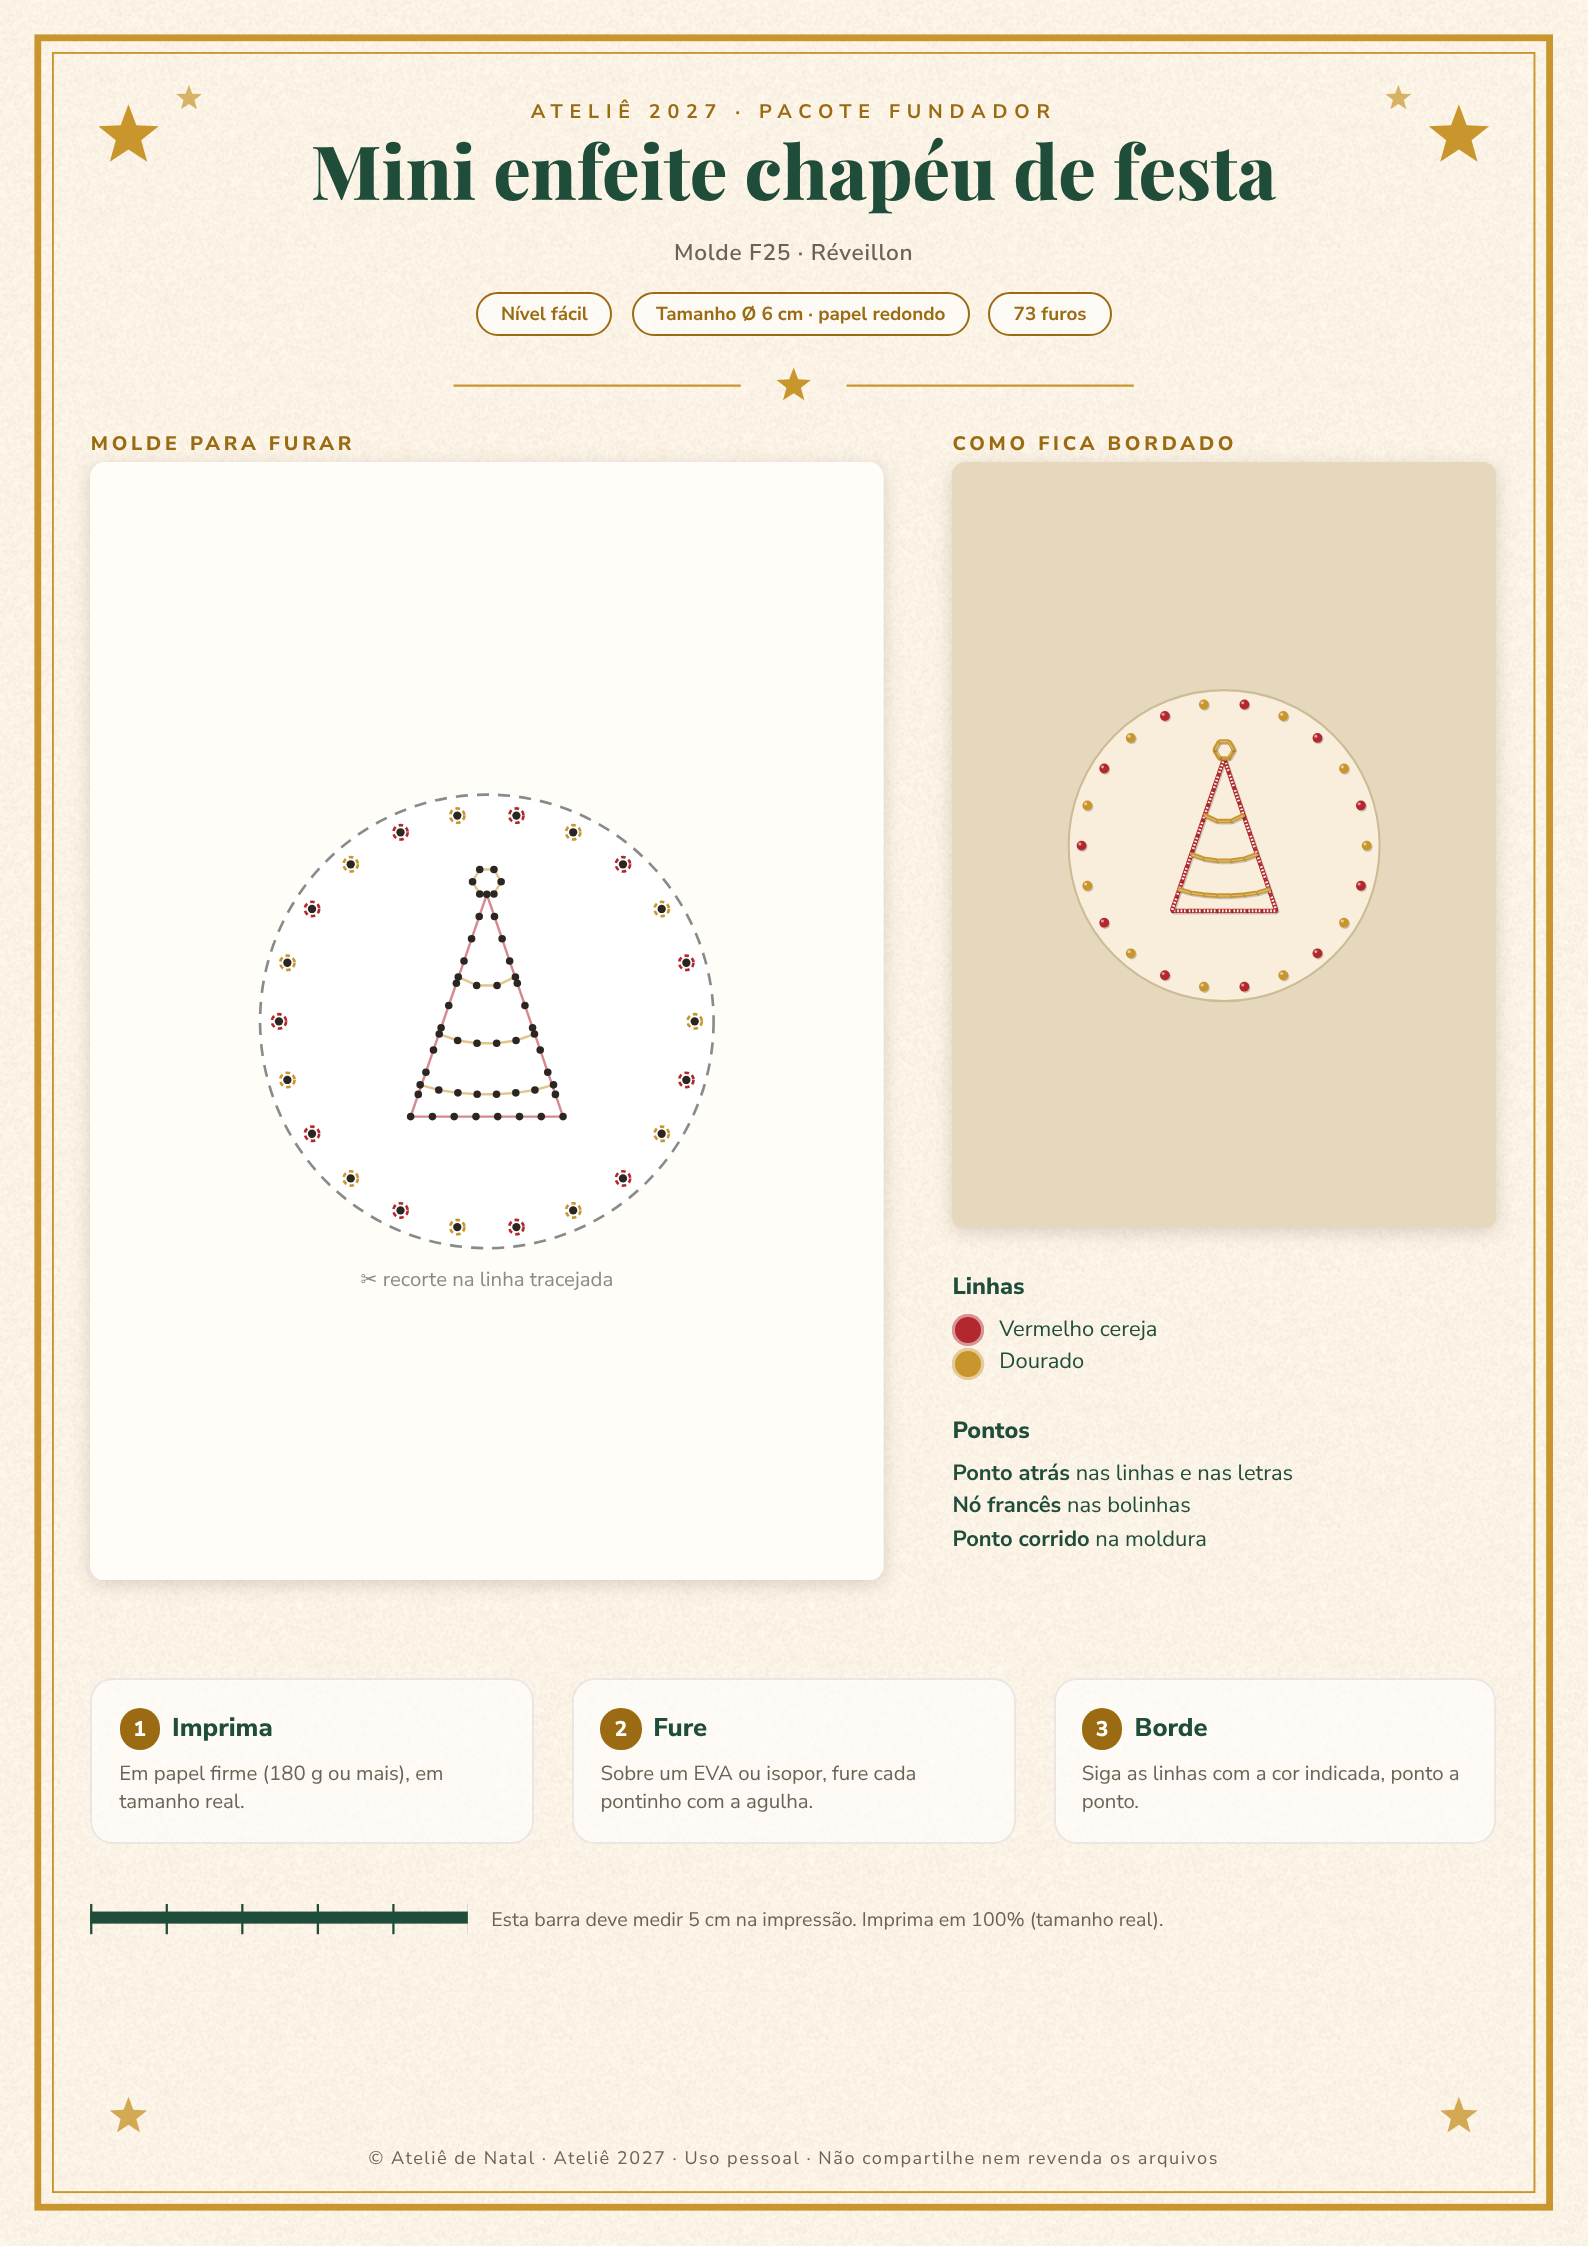 ATELIÊ 2027 · PACOTE FUNDADOR
Mini enfeite chapéu de festa
Molde F25 · Réveillon
Nível fácil
Tamanho Ø 6 cm · papel redondo
73 furos
MOLDE PARA FURAR
✂ recorte na linha tracejada
COMO FICA BORDADO
Linhas
Vermelho cereja
Dourado
Pontos
Ponto atrás nas linhas e nas letras
Nó francês nas bolinhas
Ponto corrido na moldura
1 Imprima
Em papel firme (180 g ou mais), em
tamanho real.
2 Fure
Sobre um EVA ou isopor, fure cada
pontinho com a agulha.
3 Borde
Siga as linhas com a cor indicada, ponto a
ponto.
Esta barra deve medir 5 cm na impressão. Imprima em 100% (tamanho real).
© Ateliê de Natal · Ateliê 2027 · Uso pessoal · Não compartilhe nem revenda os arquivos